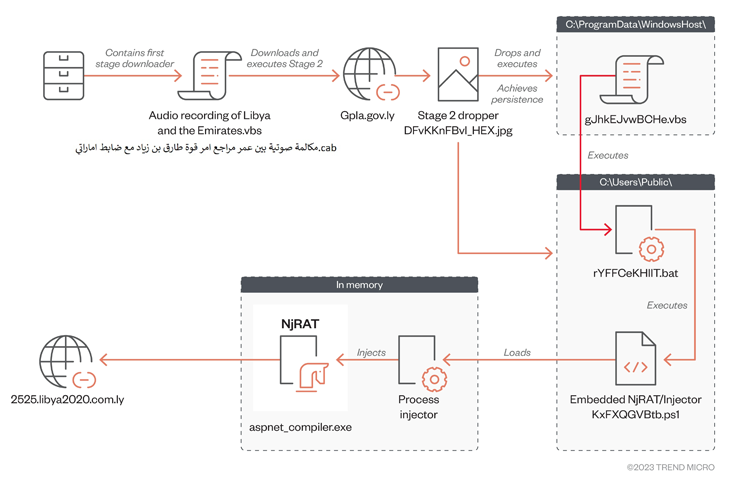 Contains first
stage downloader
Downloads and
executes Stage 2
Drops and
executes
Achieves
persistence
C:\ProgramData\WindowsHost\
Audio recording of Libya
and the Emirates.vbs
مكالمة صوتية بين عمر مراجع امر قوة طارق بن زياد مع ضابط اماراتي.cab
Gpla.gov.ly
Stage 2 dropper
DFvKKnFBvI_HEX.jpg
gJhkEJvwBCHe.vbs
Executes
C:\Users\Public\
rYFFCeKHIIT.bat
Executes
In memory
NjRAT
Injects
Loads
2525.libya2020.com.ly
aspnet_compiler.exe
Process
injector
Embedded NjRAT/Injector
KxFXQGVBtb.ps1
©2023 TREND MICRO